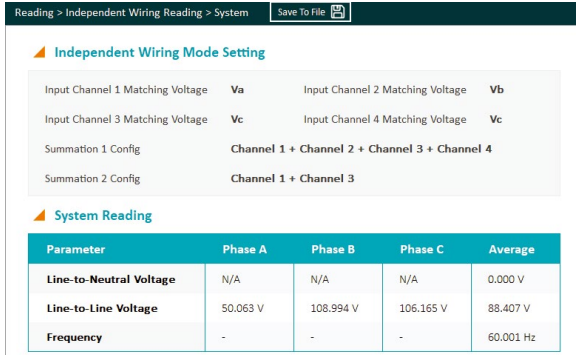 Reading > Independent Wiring Reading > System Save To File
Independent Wiring Mode Setting
Input Channel 1 Matching Voltage Va Input Channel 2 Matching Voltage Vb
Input Channel 3 Matching Voltage Vc Input Channel 4 Matching Voltage Vc
Summation 1 Config Channel 1 + Channel 2 + Channel 3 + Channel 4
Summation 2 Config Channel 1 + Channel 3
System Reading
Parameter Phase A Phase B Phase C Average
Line-to-Neutral Voltage N/A N/A N/A 0.000 V
Line-to-Line Voltage 50.063 V 108.994 V 106.165 V 88.407 V
Frequency - - - 60.001 Hz